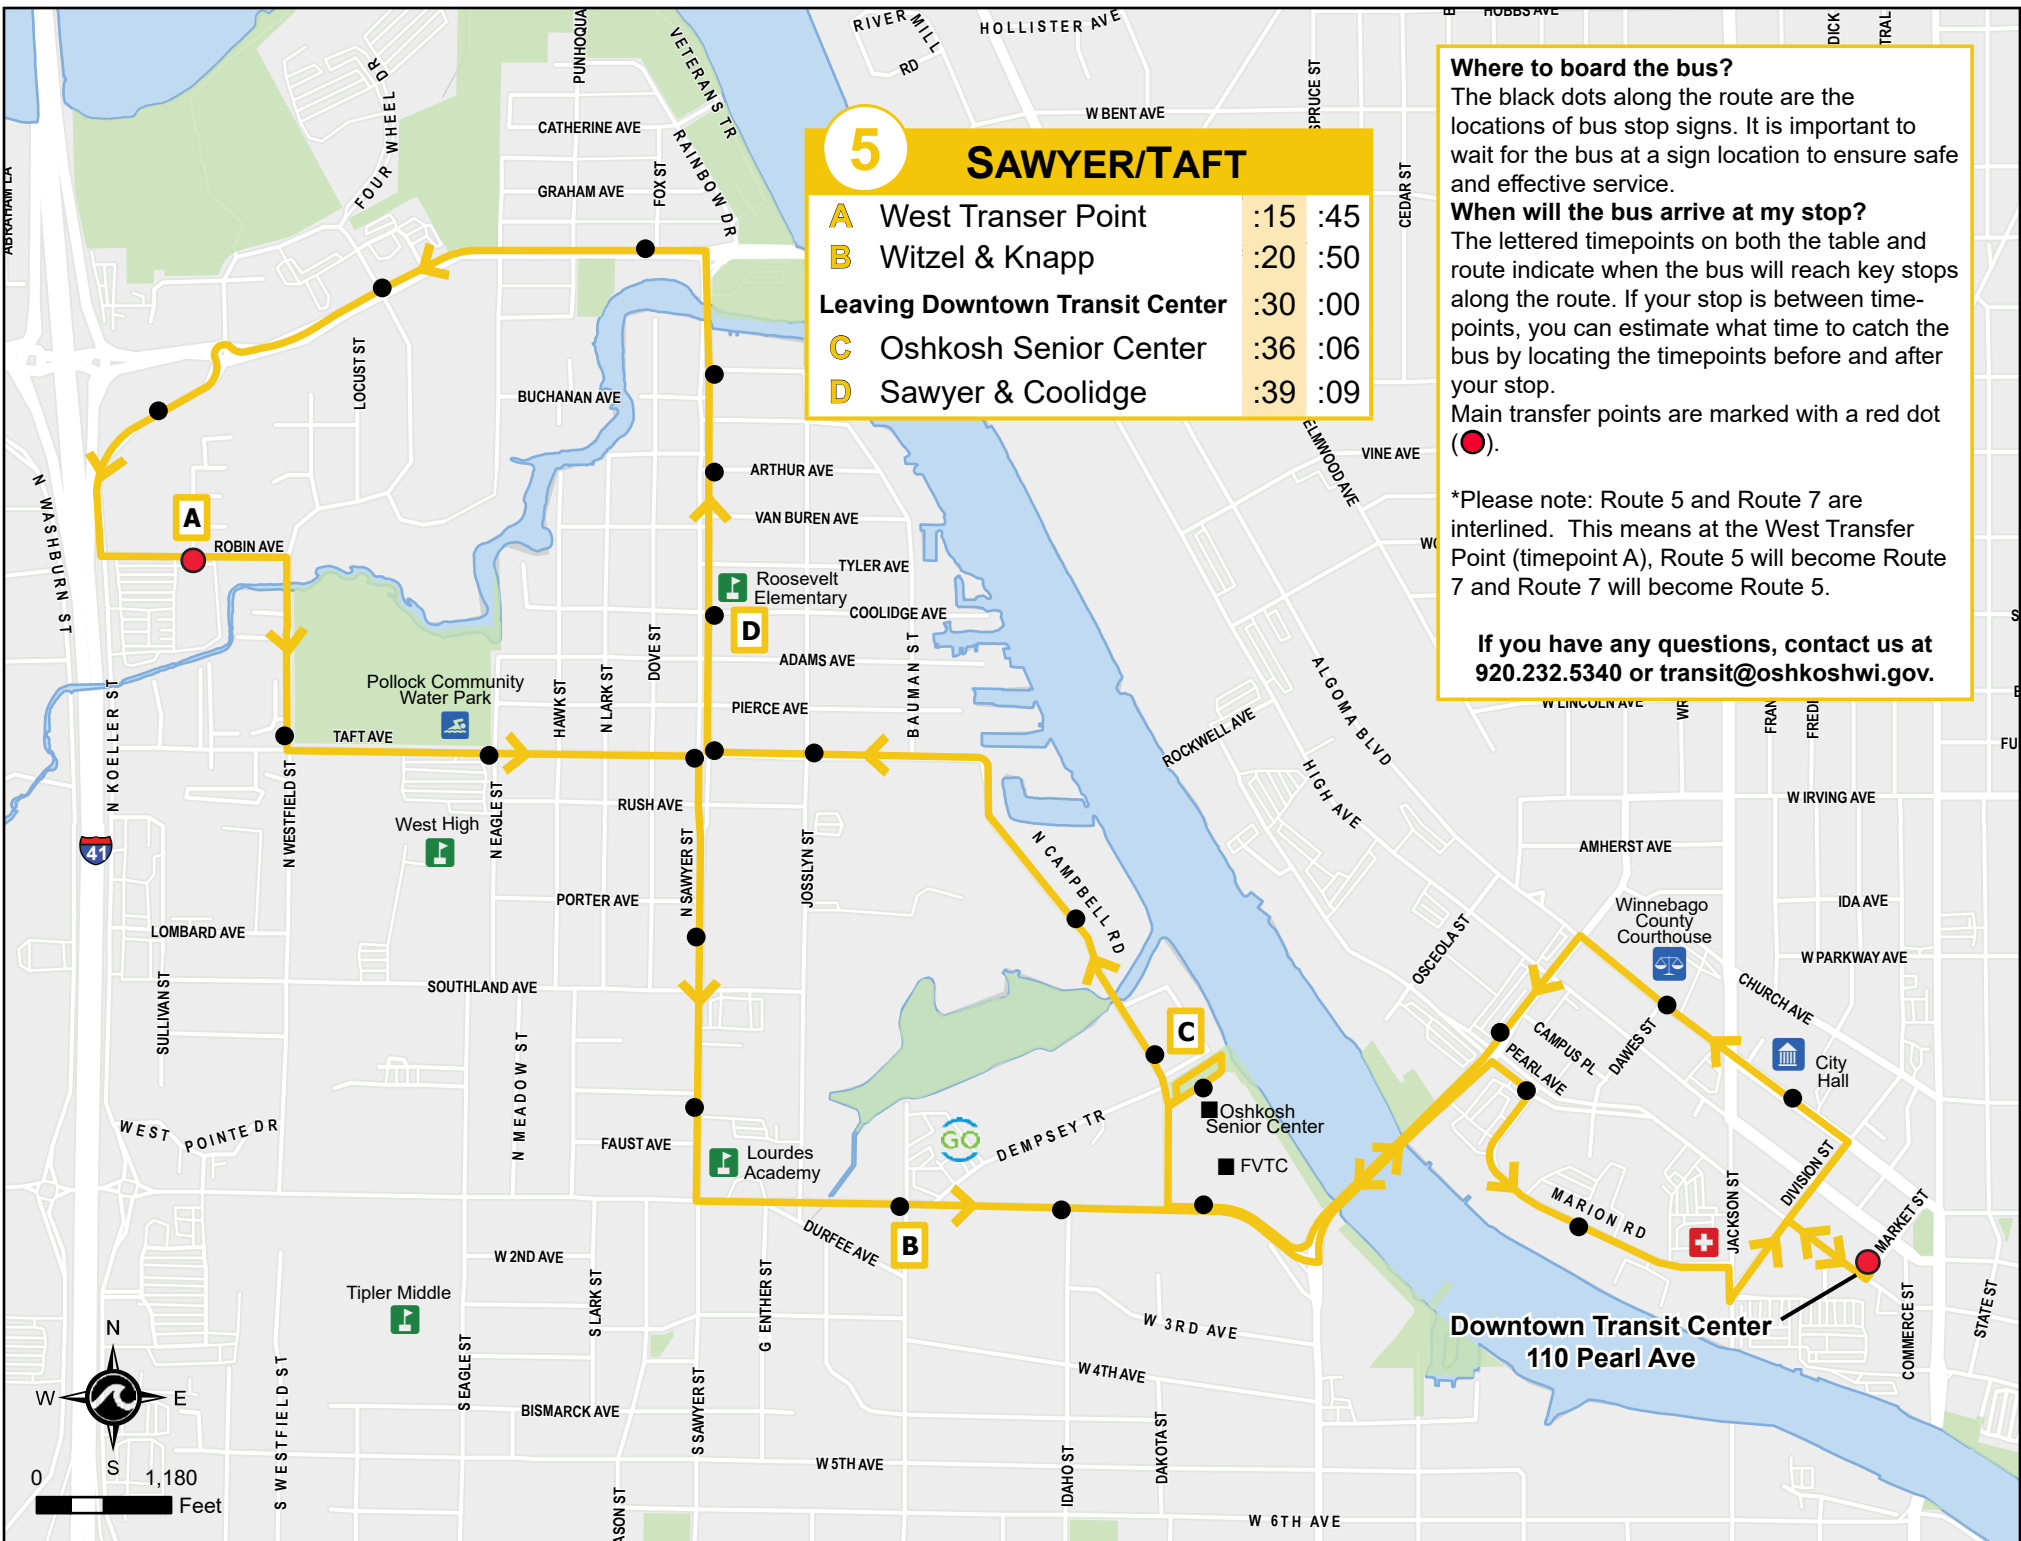 RIVER MILL
RD
HOLLISTER AVE
HOBBS AVE
DICK
TRAL
PUNHOQUA
VETERANS TR
FOUR WHEEL DR
CATHERINE AVE
RAINBOW DR
GRAHAM AVE
FOX ST
W BENT AVE
SPRUCE ST
CEDAR ST
ABRAHAM LA
5
SAWYER/TAFT
A West Transer Point :15 :45
B Witzel & Knapp :20 :50
Leaving Downtown Transit Center :30 :00
C Oshkosh Senior Center :36 :06
D Sawyer & Coolidge :39 :09
Where to board the bus?
The black dots along the route are the
locations of bus stop signs. It is important to
wait for the bus at a sign location to ensure safe
and effective service.
When will the bus arrive at my stop?
The lettered timepoints on both the table and
route indicate when the bus will reach key stops
along the route. If your stop is between time-
points, you can estimate what time to catch the
bus by locating the timepoints before and after
your stop.
Main transfer points are marked with a red dot
( ).
*Please note: Route 5 and Route 7 are
interlined. This means at the West Transfer
Point (timepoint A), Route 5 will become Route
7 and Route 7 will become Route 5.
If you have any questions, contact us at
920.232.5340 or transit@oshkoshwi.gov.
LOCUST ST
BUCHANAN AVE
ELMWOOD AVE
VINE AVE
ARTHUR AVE
VAN BUREN AVE
N WASHBURN ST
A
ROBIN AVE
TYLER AVE
Roosevelt
Elementary
COOLIDGE AVE
D
DOVE ST
ADAMS AVE
BAUMAN ST
PIERCE AVE
N LARK ST
HAWK ST
Pollock Community
Water Park
TAFT AVE
N KOELLER ST
ALGOMA BLVD
ROCKWELL AVE
HIGH AVE
W LINCOLN AVE
WR
FRAN
FREDI
FU
W IRVING AVE
RUSH AVE
West High
N EAGLE ST
N WESTFIELD ST
41
N SAWYER ST
JOSSLYN ST
N CAMPBELL RD
AMHERST AVE
PORTER AVE
IDA AVE
Winnebago
County
Courthouse
LOMBARD AVE
OSCEOLA ST
W PARKWAY AVE
SOUTHLAND AVE
SULLIVAN ST
CHURCH AVE
C
CAMPUS PL
PEARL AVE
DAWES ST
City
Hall
N MEADOW ST
WEST POINTE DR
FAUST AVE
Lourdes
Academy
GO
DEMPSEY TR
Oshkosh
Senior Center
FVTC
DIVISION ST
JACKSON ST
MARION RD
MARKET ST
B
DURFEE AVE
W 2ND AVE
S LARK ST
G ENTHER ST
Tipler Middle
W 3RD AVE
Downtown Transit Center
110 Pearl Ave
COMMERCE ST
STATE ST
W 4TH AVE
S EAGLE ST
S WESTFIELD ST
S SAWYER ST
BISMARCK AVE
DAKOTA ST
IDAHO ST
W 5TH AVE
ASON ST
W 6TH AVE
N
W E
S
0 1,180
Feet